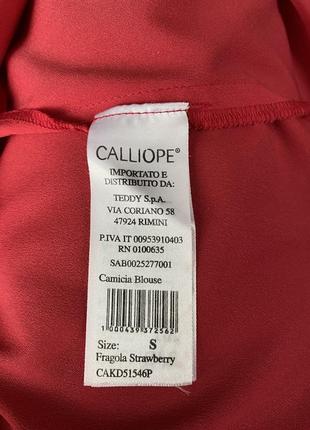 CALLIOPE®
IMPORTATO E
DISTRIBUITO DA:
TEDDY S.p.A.
VIA CORIANO 58
47924 RIMINI
P.IVA IT 00953910403
RN 0100635
SAB0025277001
Camicia Blouse
1000439372562
Size: S
Fragola Strawberry
CAKD51546P